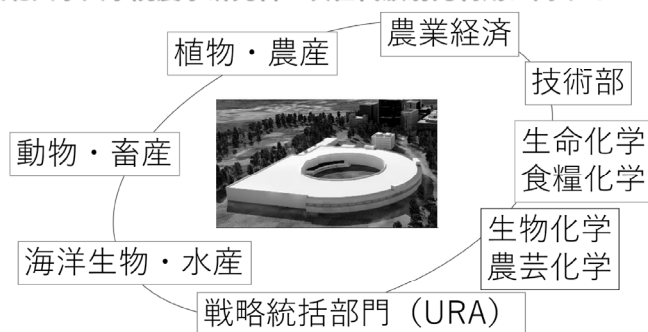 農業経済
植物・農産
技術部
動物・畜産
生命化学
食糧化学
生物化学
農芸化学
海洋生物・水産
戦略統括部門（URA）